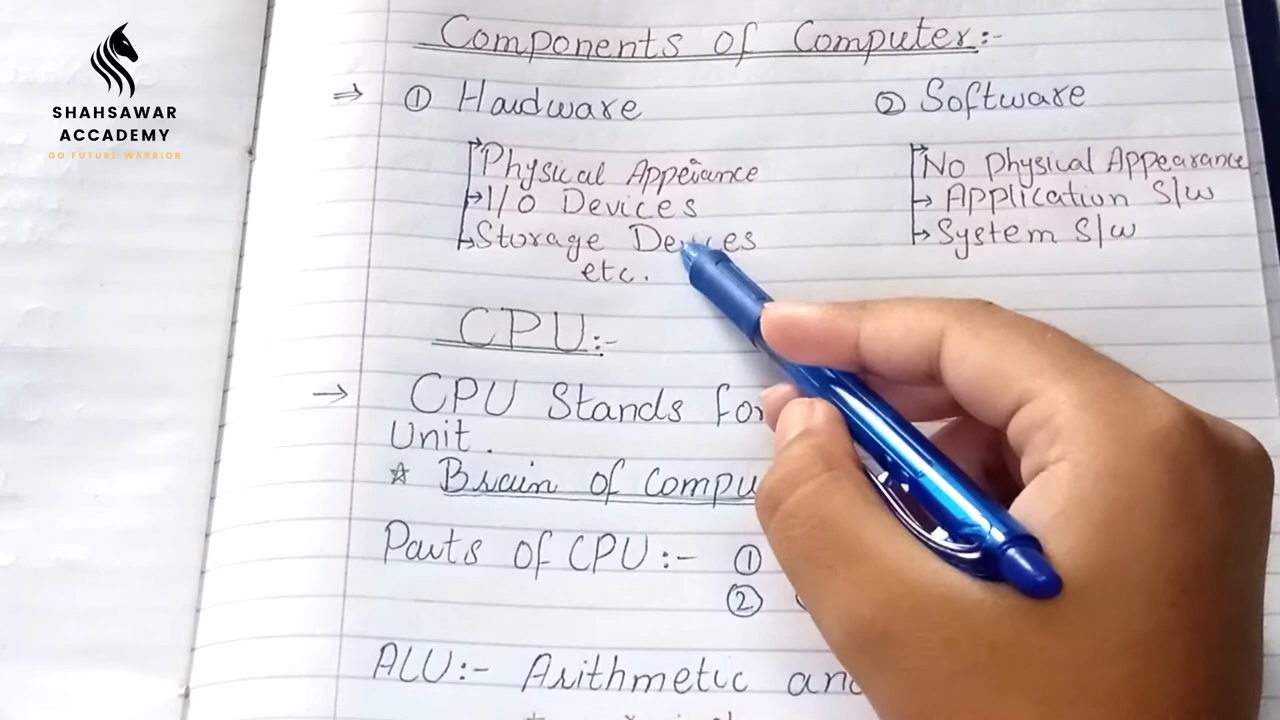 SHAHSAWAR
ACCADEMY
GO FUTURE WARRIOR
Components of Computer:-
⇒ ① Hardware ② Software
Physical Apperance No Physical Appearance
→ I/O Devices → Application S/w
→ Storage Devices → System S/w
etc.
CPU:-
→ CPU Stands for
Unit.
☆ Brain of Compu
Parts of CPU:- ①
②
ALU:- Arithmetic and